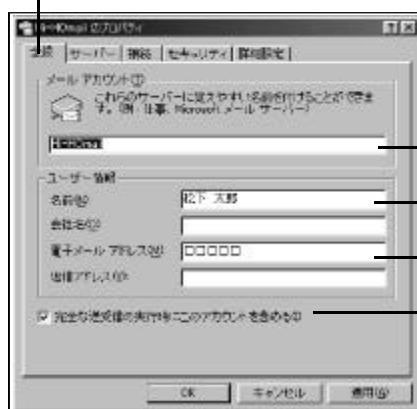 Hi-HOmail のプロパティ
全般 サーバー 接続 セキュリティ 詳細設定
メール アカウント(I)
これらのサーバーに覚えやすい名前を付けることができま
す。(例 : 仕事、Microsoft メール サーバー)
Hi-HOmail
ユーザー情報
名前(N)
松下 太郎
会社名(O)
電子メール アドレス(M)
□□□□□
返信アドレス(Y)
完全な送受信の実行時にこのアカウントを含める(I)
OK キャンセル 適用(A)